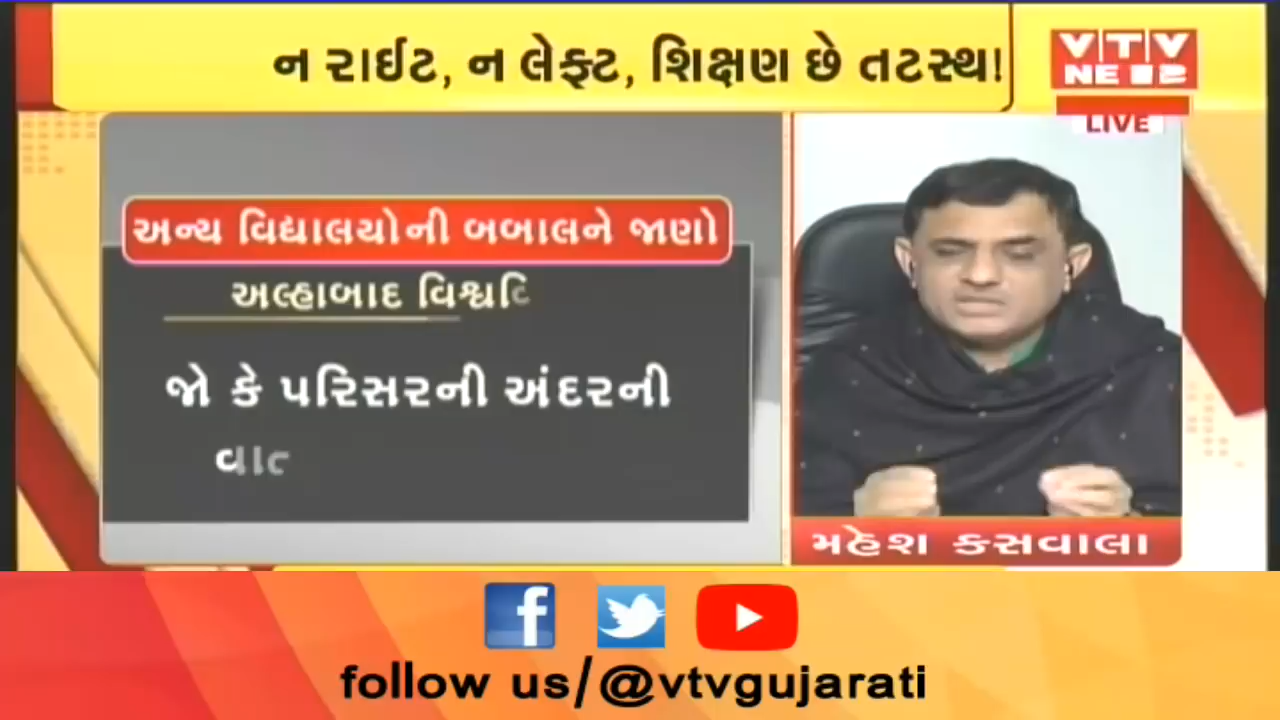 ન રાઈટ, ન લેફ્ટ, શિક્ષણ છે તટસ્થ!
VTV
LIVE
અન્ય વિદ્યાલયોની બબાલને જાણો
અલ્હાબાદ
જો કે પરિસરની અંદરની
મહેશ કસવાલા
follow us/@vtvgujarati